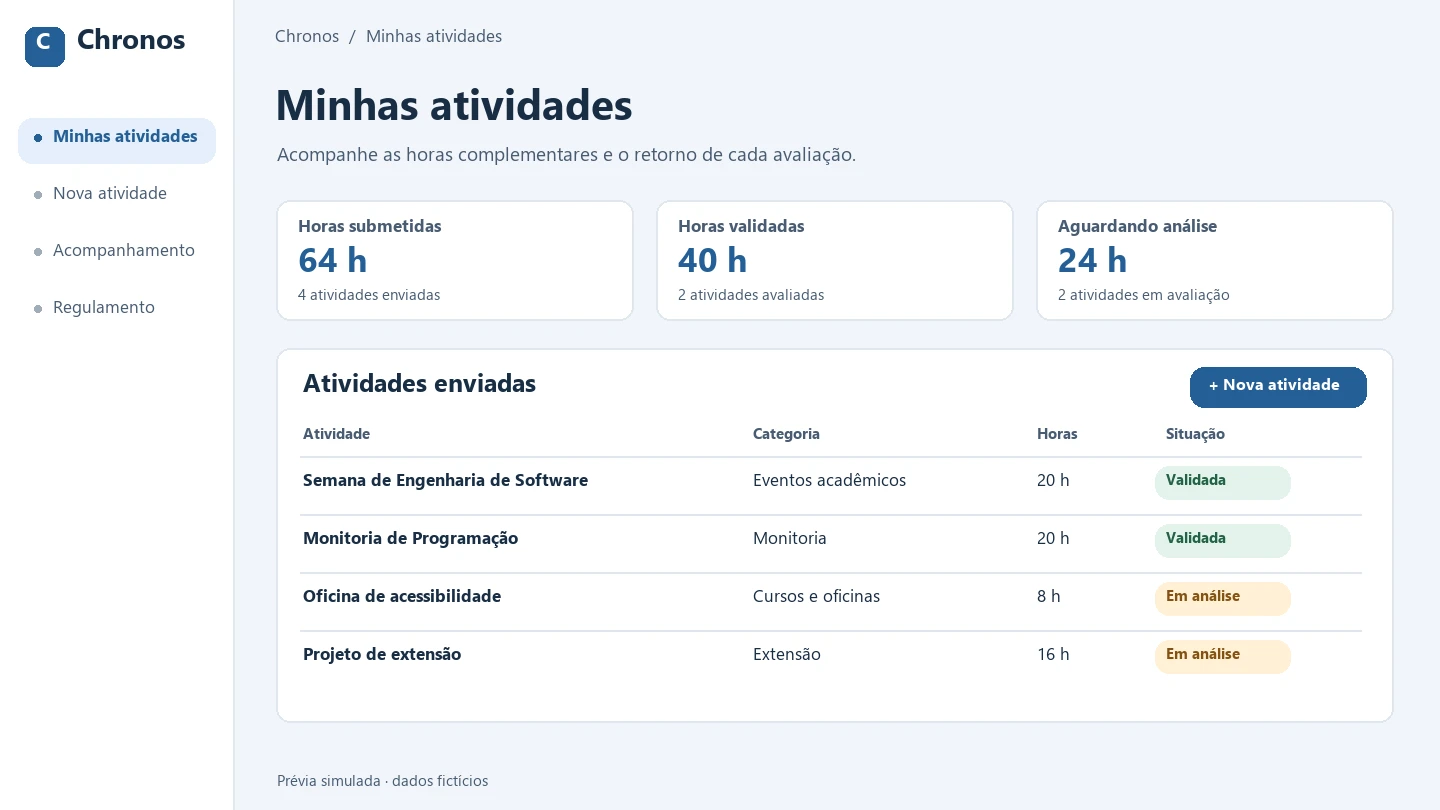 C Chronos
Minhas atividades
Nova atividade
Acompanhamento
Regulamento
Chronos / Minhas atividades
Minhas atividades
Acompanhe as horas complementares e o retorno de cada avaliação.
Horas submetidas
64 h
4 atividades enviadas
Horas validadas
40 h
2 atividades avaliadas
Aguardando análise
24 h
2 atividades em avaliação
Atividades enviadas
+ Nova atividade
Atividade Categoria Horas Situação
Semana de Engenharia de Software Eventos acadêmicos 20 h Validada
Monitoria de Programação Monitoria 20 h Validada
Oficina de acessibilidade Cursos e oficinas 8 h Em análise
Projeto de extensão Extensão 16 h Em análise
Prévia simulada · dados fictícios